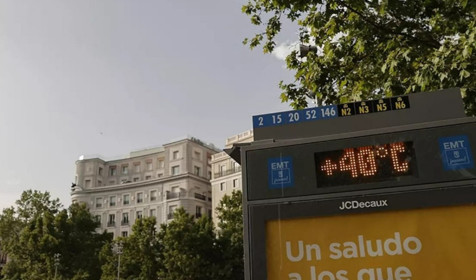 2 15 20 52 146 N2 N3 N5 N6
EMT +40°C EMT
JCDecaux
Un saludo
a los que